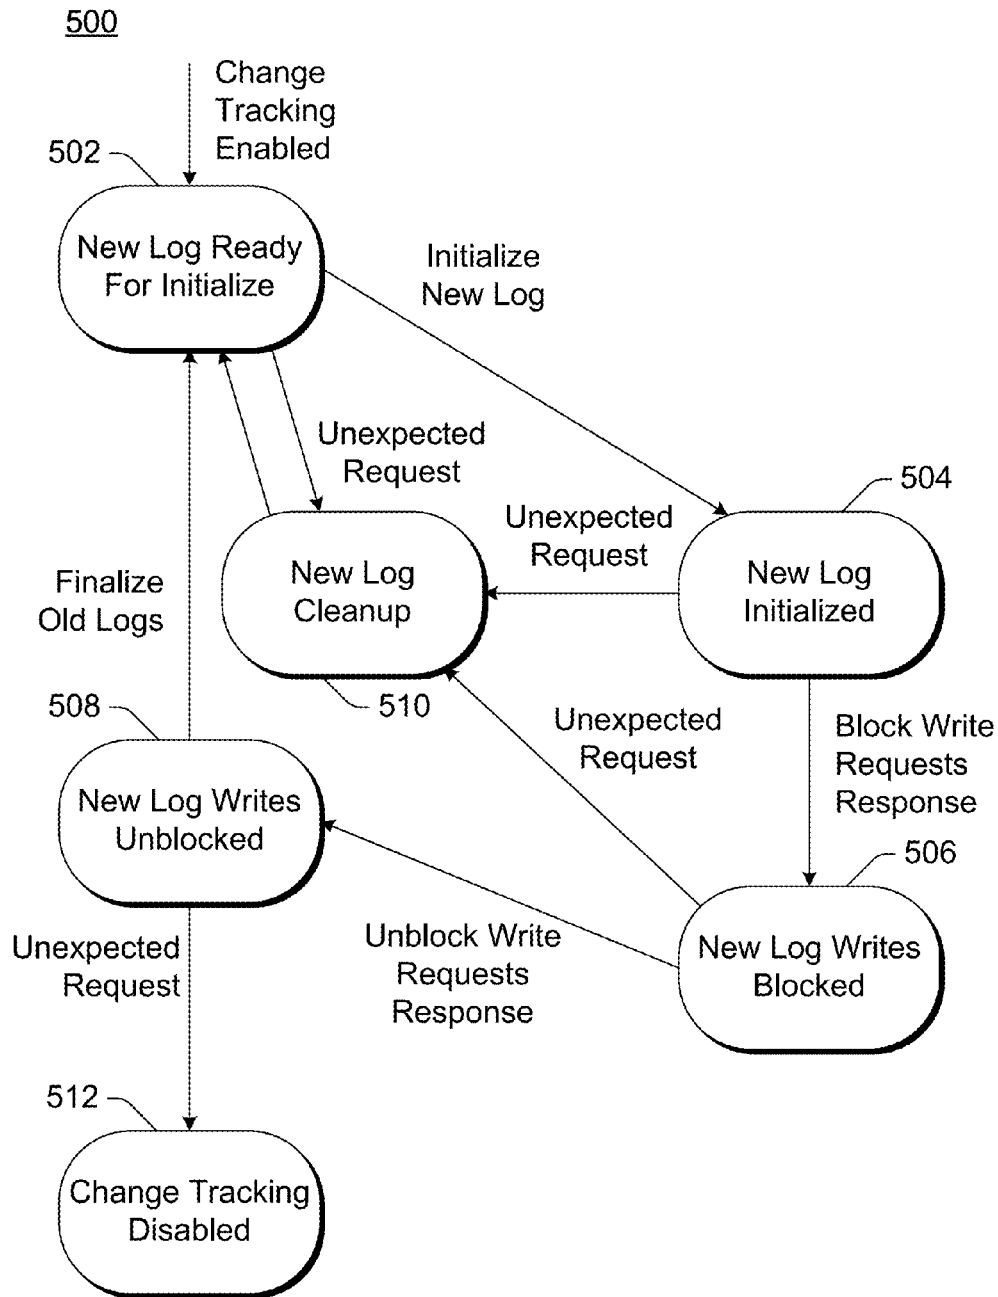 500
Change
Tracking
Enabled
502
New Log Ready
For Initialize
Initialize
New Log
Unexpected
Request
504
Unexpected
Request
New Log
Cleanup
New Log
Initialized
Finalize
Old Logs
510
508
Unexpected
Request
Block Write
Requests
Response
New Log Writes
Unblocked
506
Unexpected
Request
Unblock Write
Requests
Response
New Log Writes
Blocked
512
Change Tracking
Disabled